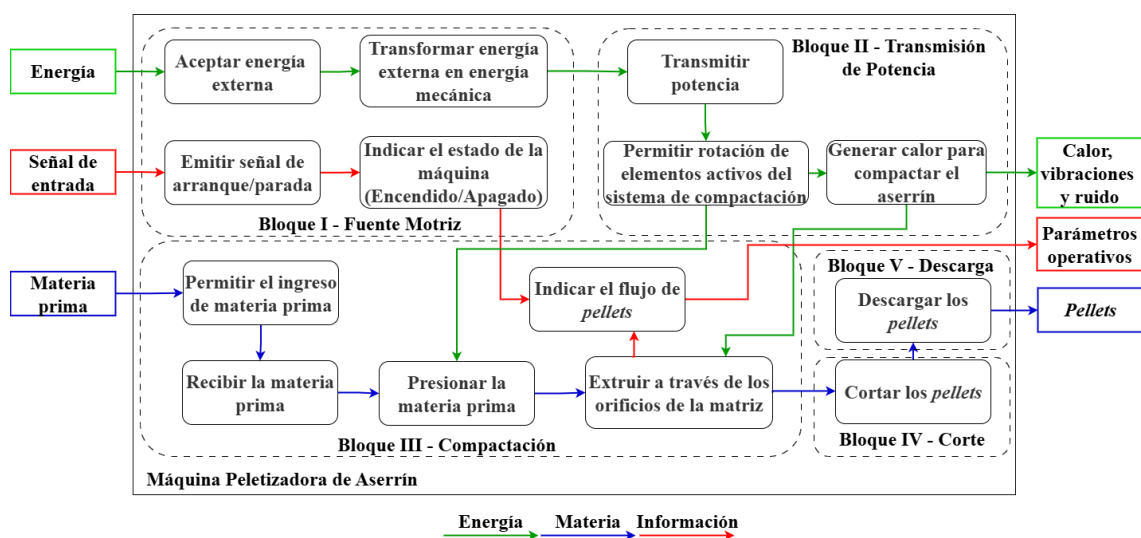 Energía
Señal de
entrada
Materia
prima
Aceptar energía
externa
Transformar energía
externa en energía
mecánica
Emitir señal de
arranque/parada
Indicar el estado de la
máquina
(Encendido/Apagado)
Bloque I - Fuente Motriz
Bloque II - Transmisión
de Potencia
Transmitir
potencia
Permitir rotación de
elementos activos del
sistema de compactación
Generar calor para
compactar el
aserrín
Calor,
vibraciones
y ruido
Parámetros
operativos
Pellets
Permitir el ingreso
de materia prima
Recibir la materia
prima
Presionar la
materia prima
Indicar el flujo de
pellets
Extruir a través de los
orificios de la matriz
Bloque III - Compactación
Bloque V - Descarga
Descargar los
pellets
Cortar los pellets
Bloque IV - Corte
Máquina Peletizadora de Aserrín
Energía Materia Información